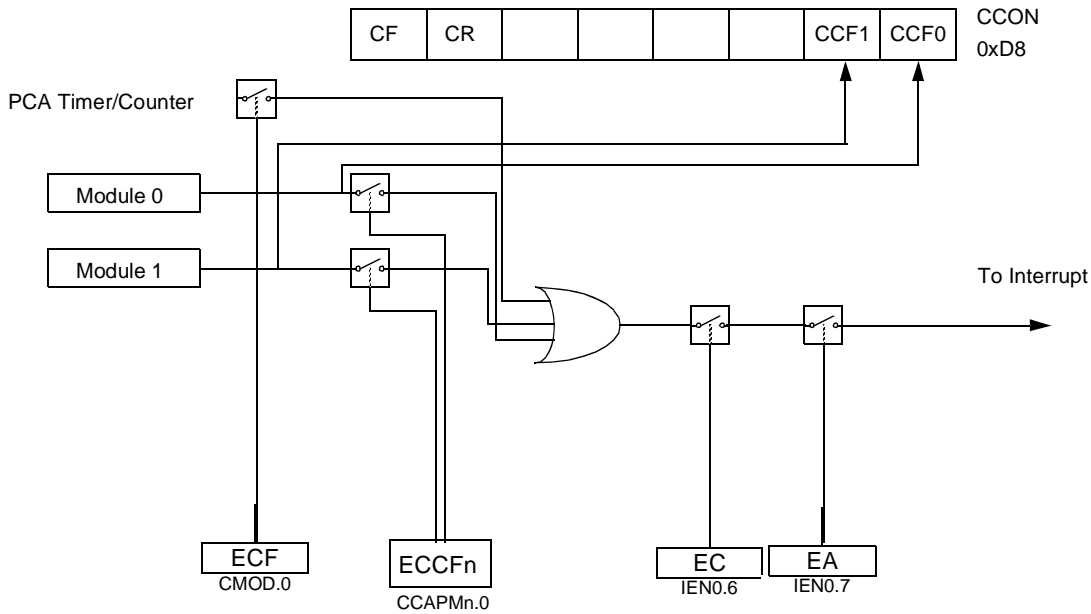 CF CR CCF1 CCF0 CCON
0xD8
PCA Timer/Counter
Module 0
Module 1
To Interrupt
ECF
CMOD.0
ECCFn
CCAPMn.0
EC
IEN0.6
EA
IEN0.7